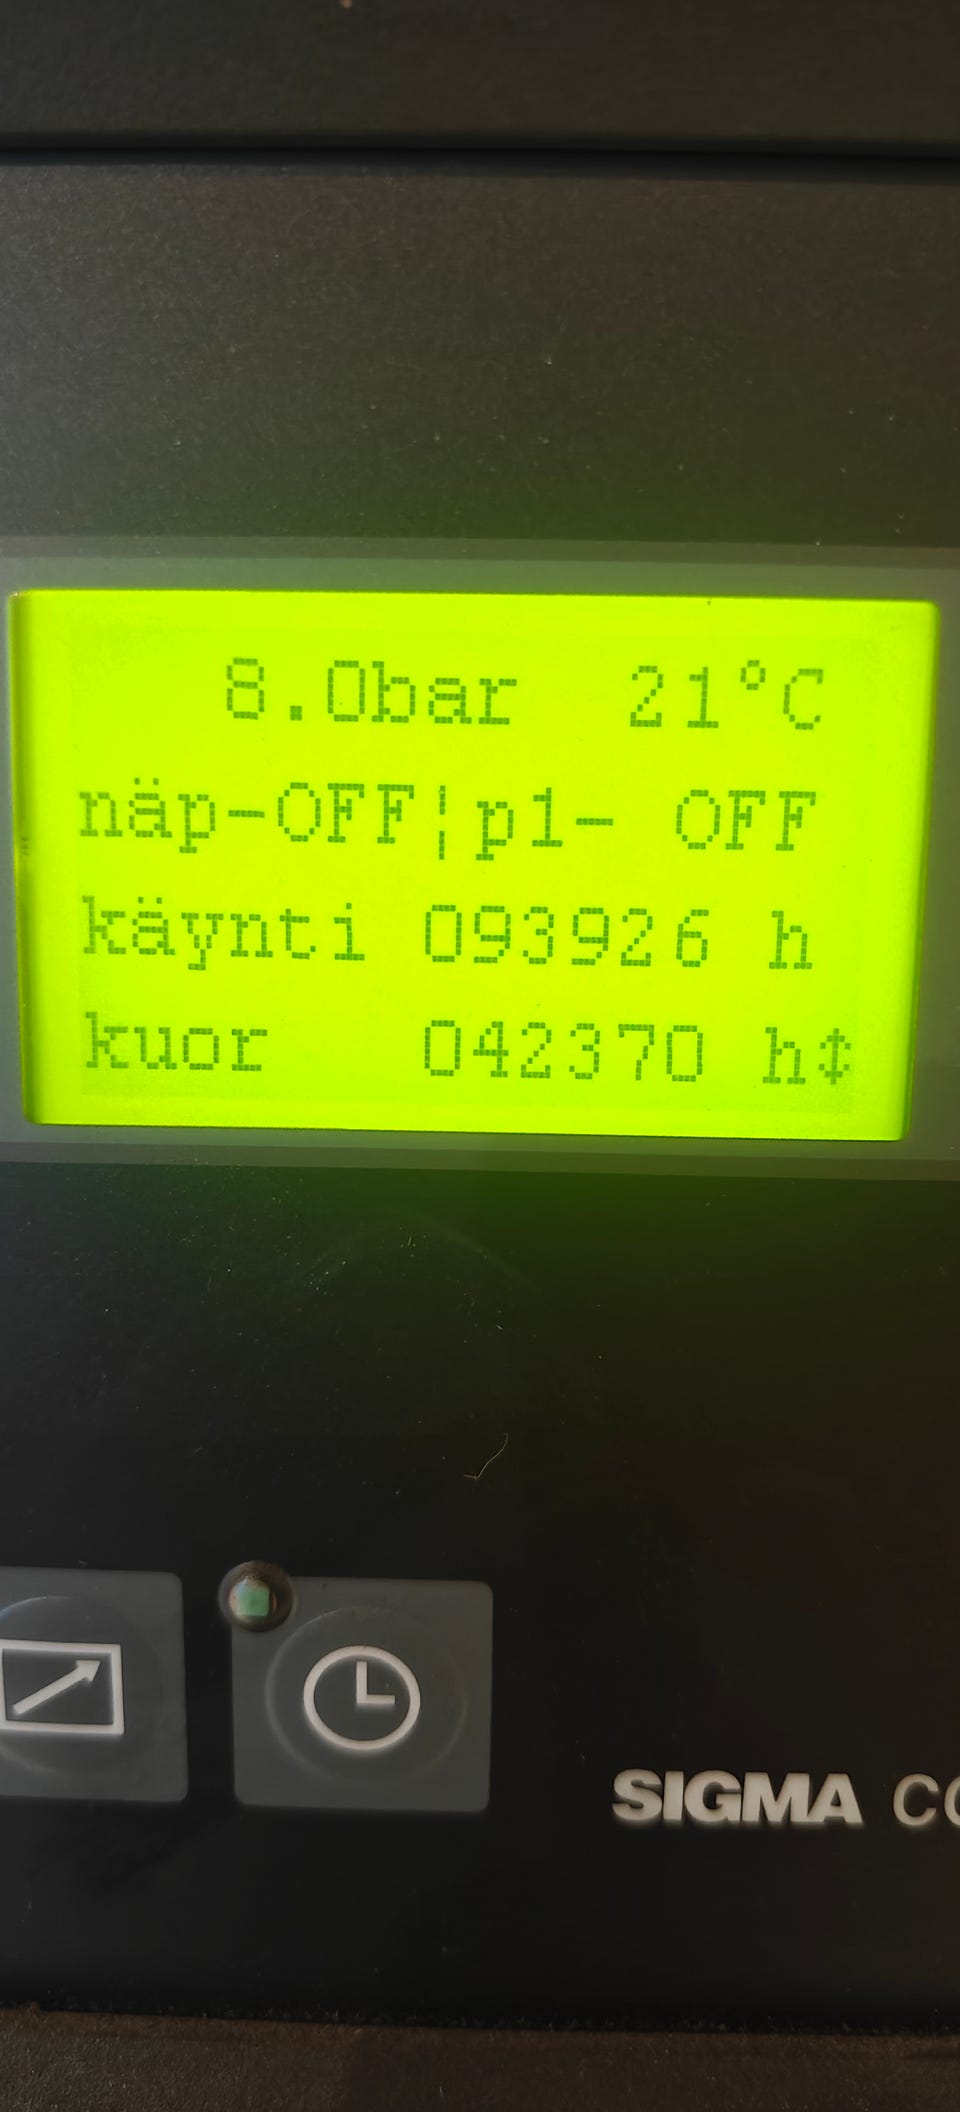 8.0bar 21°C
näp-OFF¦p1- OFF
käynti 093926 h
kuor 042370 h
SIGMA